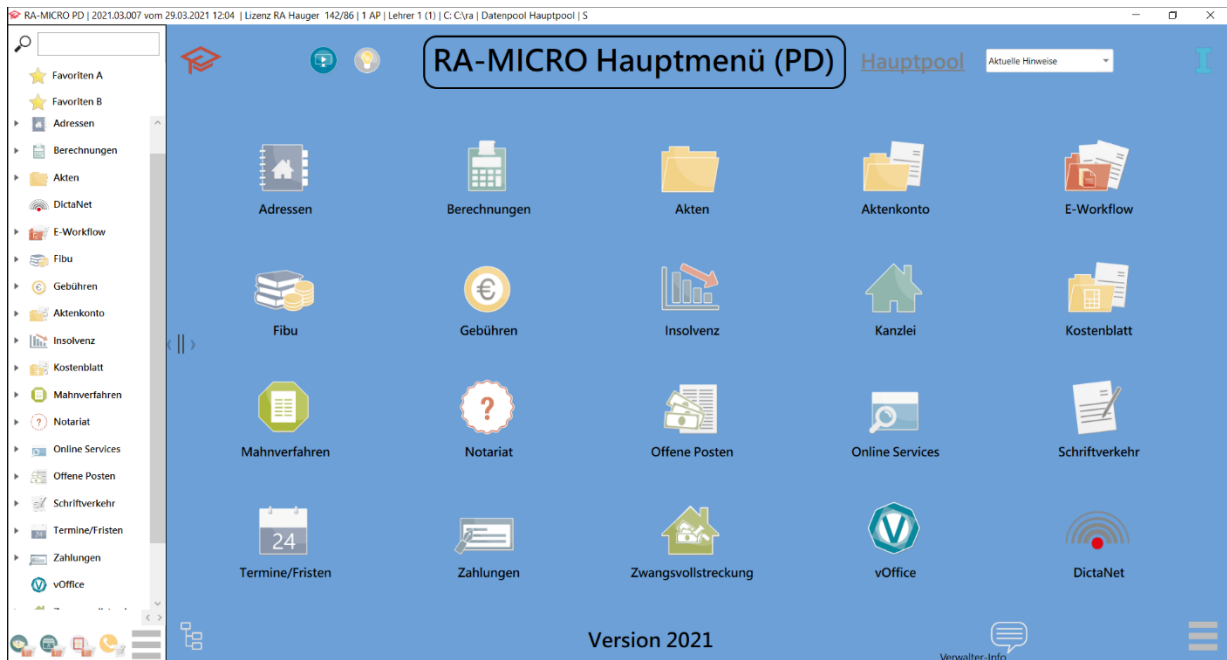 RA-MICRO PD | 2021.03.007 vom 29.03.2021 12:04 | Lizenz RA Hauger 142/86 | 1 AP | Lehrer 1 (1) | C: C\ra | Datenpool Hauptpool | S
RA-MICRO Hauptmenü (PD)
Hauptpool
Aktuelle Hinweise
Favoriten A
Favoriten B
Adressen
Berechnungen
Akten
DictaNet
E-Workflow
Fibu
Gebühren
Aktenkonto
Insolvenz
Kostenblatt
Mahnverfahren
Notariat
Online Services
Offene Posten
Schriftverkehr
Termine/Fristen
Zahlungen
vOffice
Adressen Berechnungen Akten Aktenkonto E-Workflow
Fibu Gebühren Insolvenz Kanzlei Kostenblatt
Mahnverfahren Notariat Offene Posten Online Services Schriftverkehr
24
Termine/Fristen Zahlungen Zwangsvollstreckung vOffice DictaNet
Version 2021
Verwalter-Info